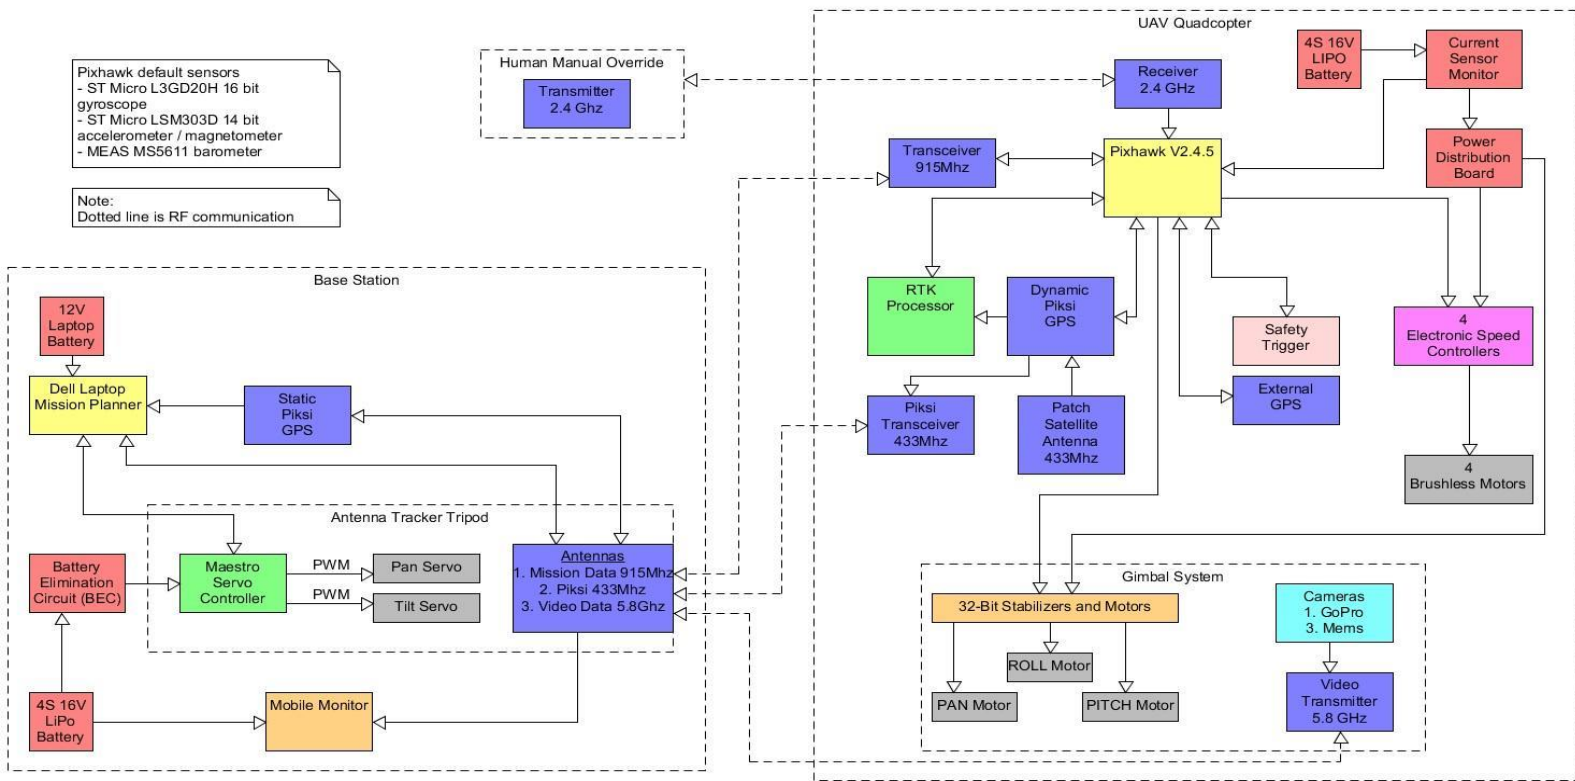 UAV Quadcopter
Pixhawk default sensors
- ST Micro L3GD20H 16 bit
gyroscope
- ST Micro LSM303D 14 bit
accelerometer / magnetometer
- MEAS MS5611 barometer
Note:
Dotted line is RF communication
Human Manual Override
Transmitter
2.4 Ghz
Receiver
2.4 GHz
4S 16V
LIPO
Battery
Current
Sensor
Monitor
Transceiver
915Mhz
Pixhawk V2.4.5
Power
Distribution
Board
RTK
Processor
Dynamic
Piksi
GPS
Safety
Trigger
4
Electronic Speed
Controllers
Piksi
Transceiver
433Mhz
Patch
Satellite
Antenna
433Mhz
External
GPS
4
Brushless Motors
Base Station
12V
Laptop
Battery
Dell Laptop
Mission Planner
Static
Piksi
GPS
Antenna Tracker Tripod
Battery
Elimination
Circuit (BEC)
Maestro
Servo
Controller
PWM
Pan Servo
PWM
Tilt Servo
Antennas
1. Mission Data 915Mhz
2. Piksi 433Mhz
3. Video Data 5.8Ghz
4S 16V
LiPo
Battery
Mobile Monitor
Gimbal System
32-Bit Stabilizers and Motors
Cameras
1. GoPro
3. Mems
ROLL Motor
PAN Motor
PITCH Motor
Video
Transmitter
5.8 GHz